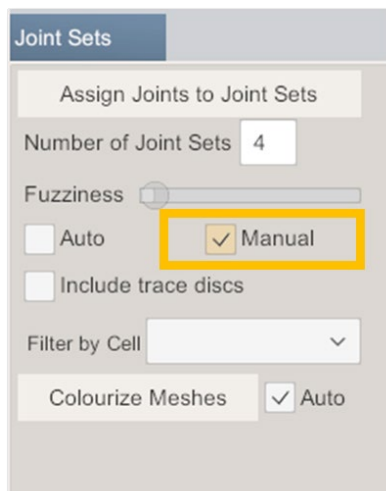 Joint Sets
Assign Joints to Joint Sets
Number of Joint Sets 4
Fuzziness
Auto Manual
Include trace discs
Filter by Cell
Colourize Meshes Auto